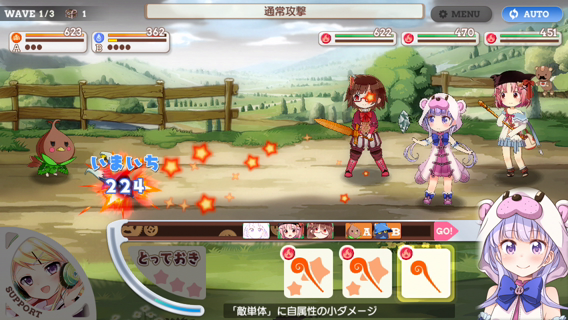 WAVE 1/3
1
通常攻撃
MENU
AUTO
623
A
362
B
622
470
451
いまいち
224
A
B
GO!
とっておき
SUPPORT
「敵単体」に自属性の小ダメージ